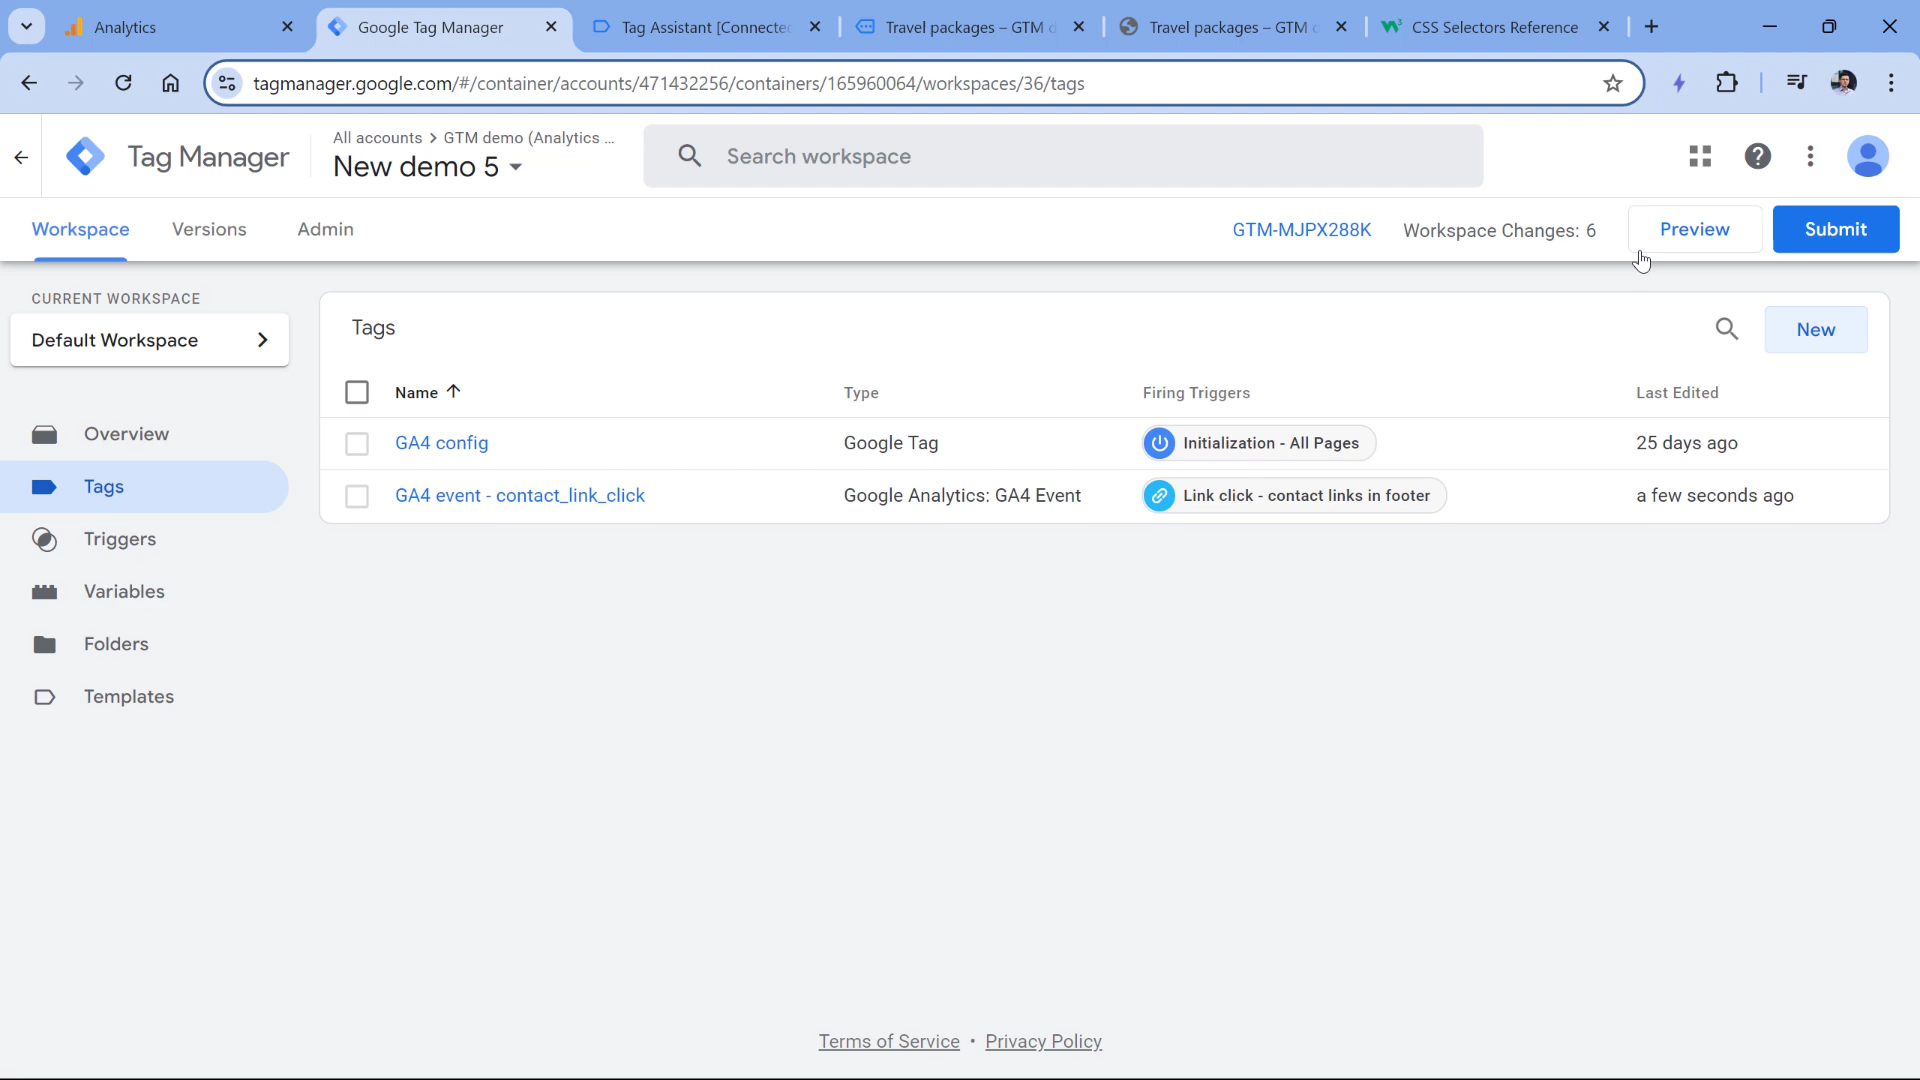 Analytics
Google Tag Manager
Tag Assistant [Connected
Travel packages – GTM d
Travel packages – GTM d
CSS Selectors Reference
tagmanager.google.com/#/container/accounts/471432256/containers/165960064/workspaces/36/tags
Tag Manager
All accounts > GTM demo (Analytics ...
New demo 5
Search workspace
Workspace
Versions
Admin
GTM-MJPX288K
Workspace Changes: 6
Preview
Submit
CURRENT WORKSPACE
Default Workspace
Overview
Tags
Triggers
Variables
Folders
Templates
Tags
New
Name
Type
Firing Triggers
Last Edited
GA4 config
Google Tag
Initialization - All Pages
25 days ago
GA4 event - contact_link_click
Google Analytics: GA4 Event
Link click - contact links in footer
a few seconds ago
Terms of Service • Privacy Policy